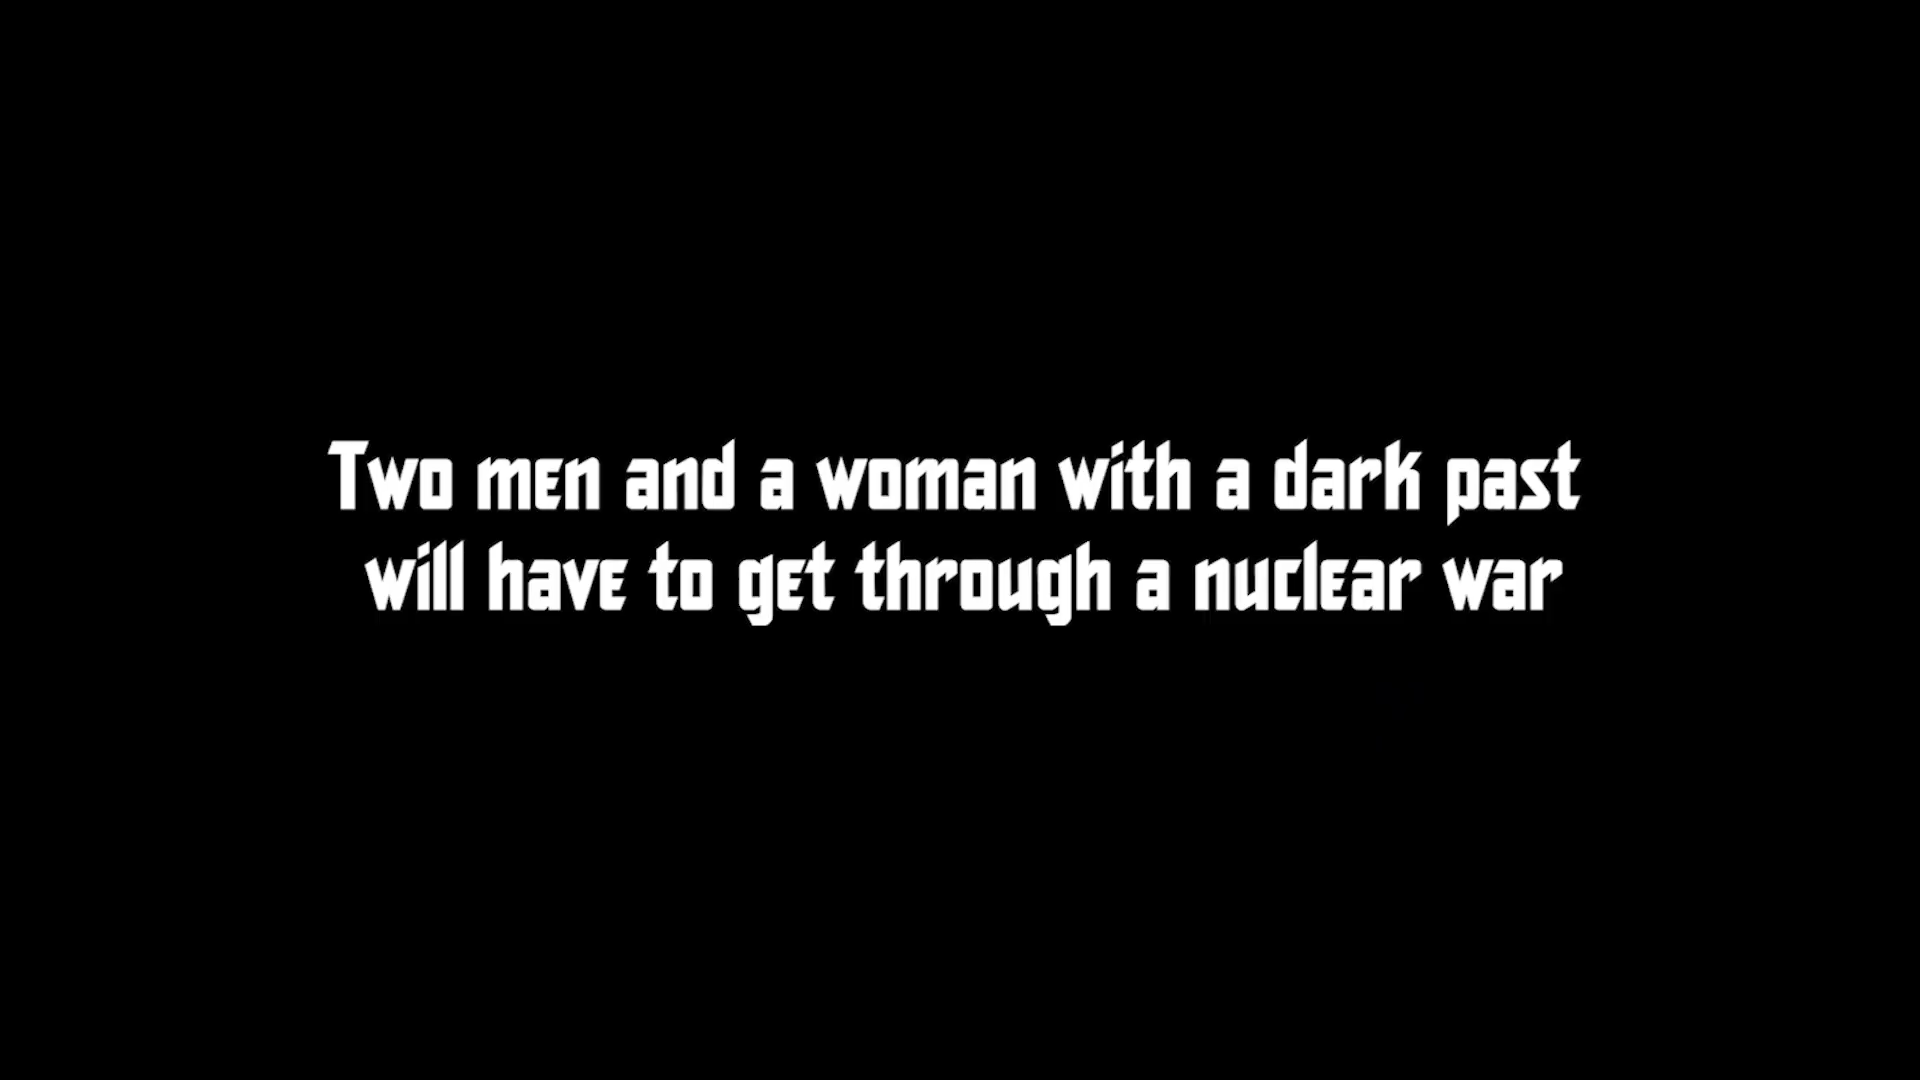 Two men and a woman with a dark past
will have to get through a nuclear war